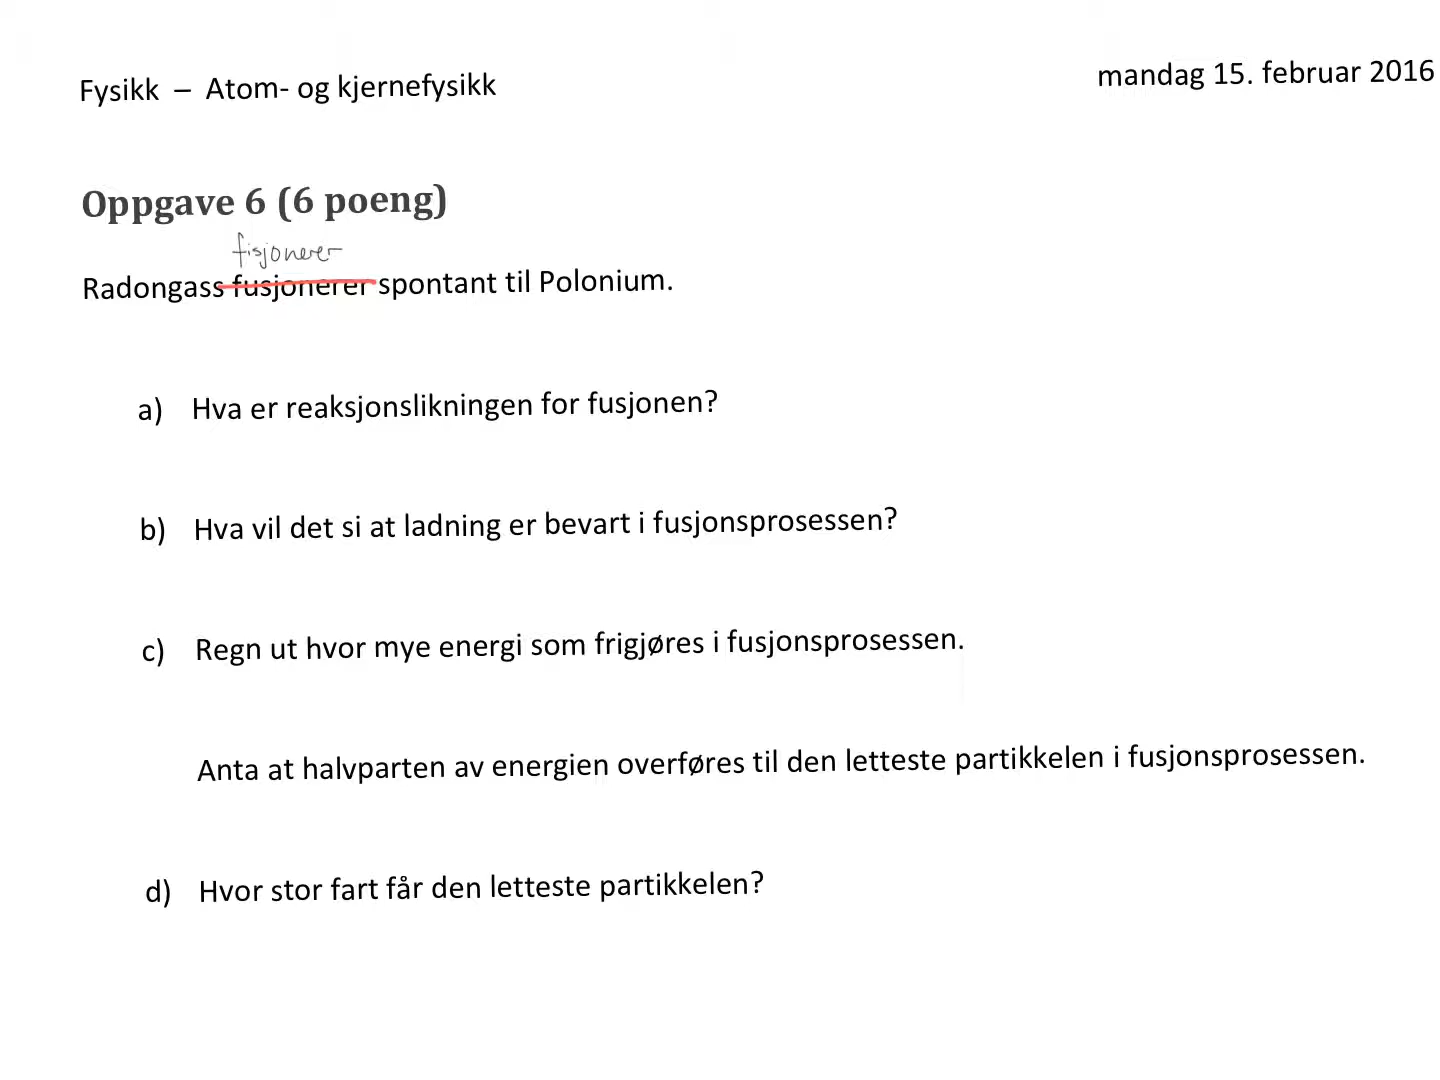 Fysikk – Atom- og kjernefysikk
mandag 15. februar 2016
Oppgave 6 (6 poeng)
fisjonerer
Radongass fusjonerer spontant til Polonium.
a) Hva er reaksjonslikningen for fusjonen?
b) Hva vil det si at ladning er bevart i fusjonsprosessen?
c) Regn ut hvor mye energi som frigjøres i fusjonsprosessen.
Anta at halvparten av energien overføres til den letteste partikkelen i fusjonsprosessen.
d) Hvor stor fart får den letteste partikkelen?